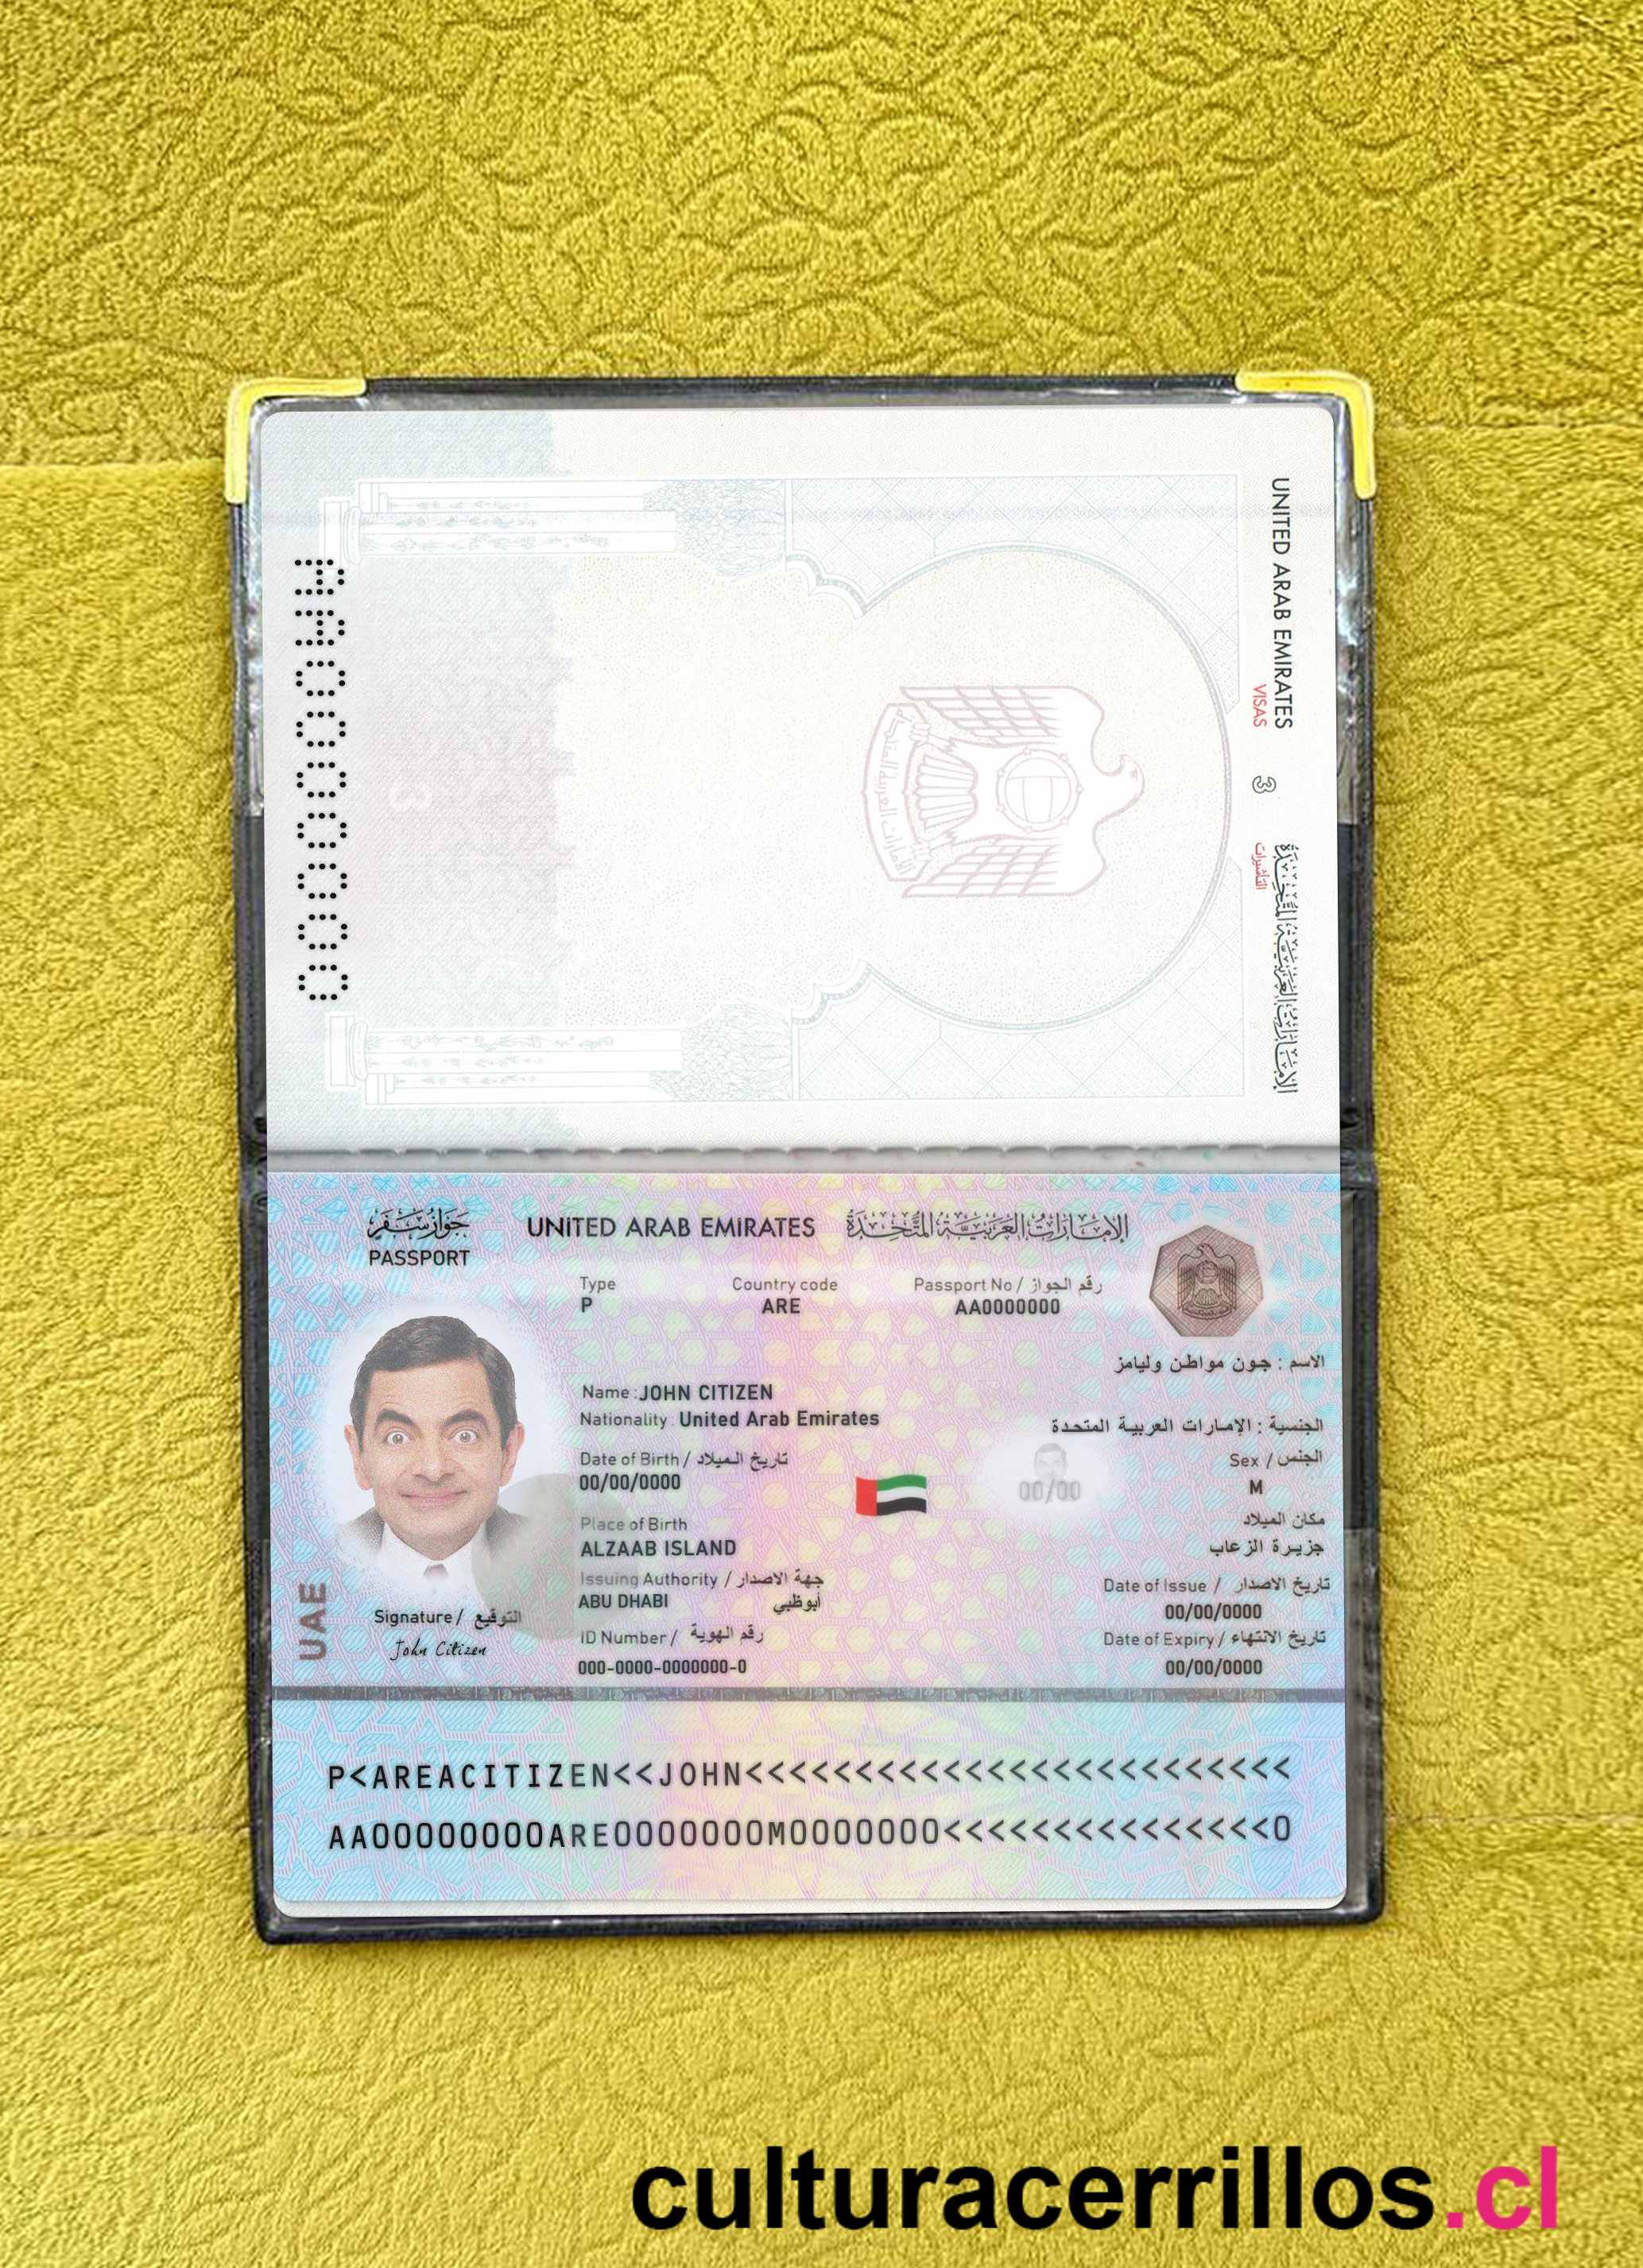 UNITED ARAB EMIRATES
الإمارات العربية المتحدة
VISAS
3
التأشيرات
AA0000000
جواز سفر
PASSPORT
UNITED ARAB EMIRATES الإمارات العربية المتحدة
Type Country code Passport No / رقم الجواز
P ARE AA0000000
الاسم : جون مواطن وليامز
Name : JOHN CITIZEN
Nationality United Arab Emirates
الجنسية : الإمارات العربية المتحدة
Date of Birth / تاريخ الميلاد
00/00/0000
Sex / الجنس
M
00/00
Place of Birth
ALZAAB ISLAND
مكان الميلاد
جزيرة الزعاب
Issuing Authority / جهة الاصدار
ABU DHABI أبوظبي
Date of Issue / تاريخ الاصدار
00/00/0000
ID Number / رقم الهوية
000-0000-0000000-0
Date of Expiry / تاريخ الانتهاء
00/00/0000
UAE
Signature / التوقيع
John Citizen
P<AREACITIZEN<<JOHN<<<<<<<<<<<<<<<<<<<<<<<<<
AA00000000ARE0000000M0000000<<<<<<<<<<<<<<<0
culturacerrillos.cl